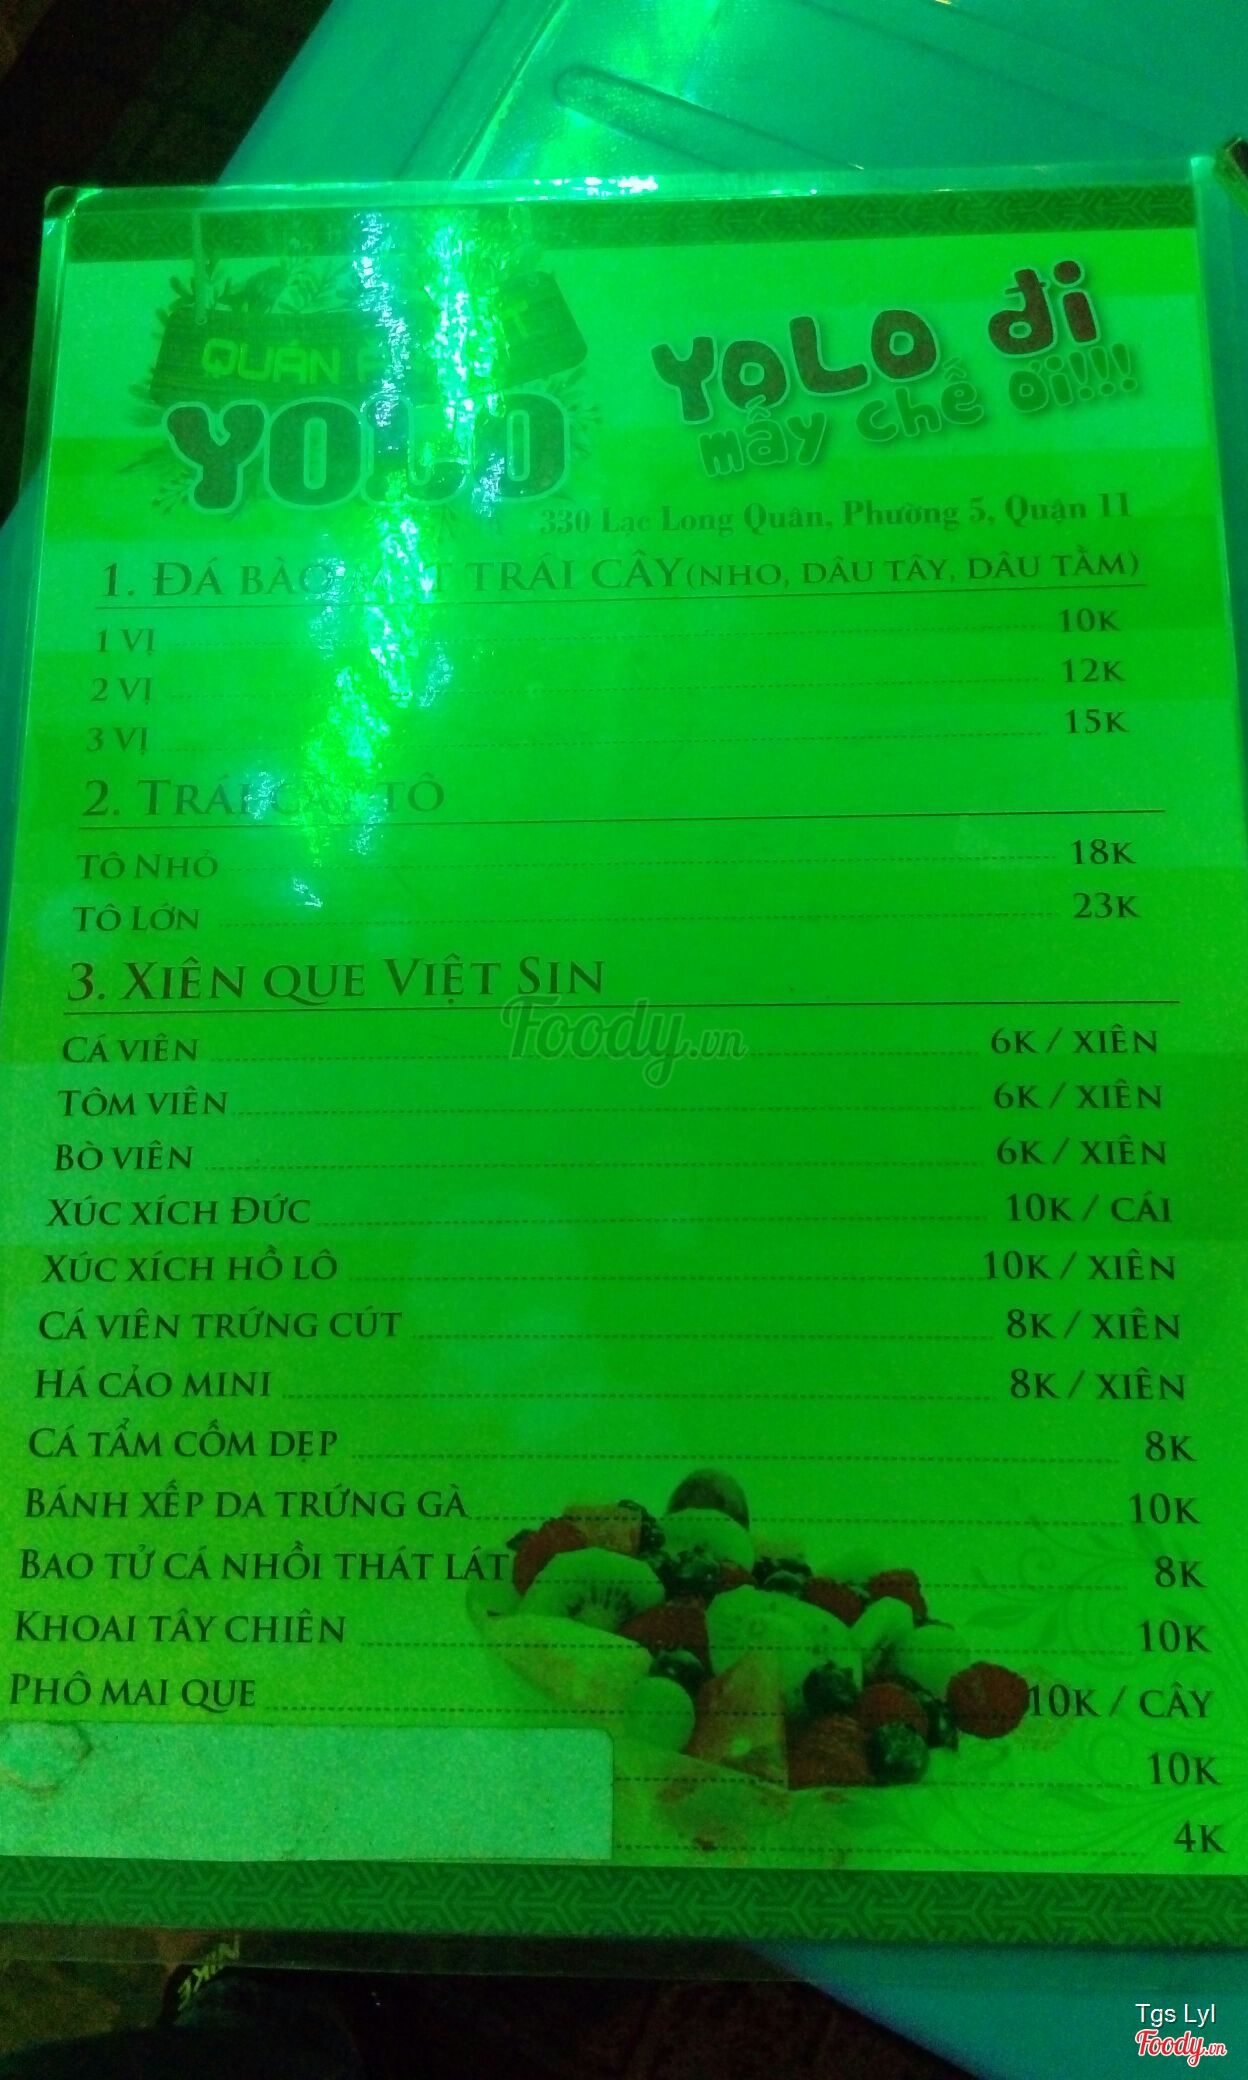 QUÁN
YOLO
YOLO đi
mấy chế ơi!!!
330 Lạc Long Quân, Phường 5, Quận 11
1. ĐÁ BÀO TRÁI CÂY (NHO, DÂU TÂY, DÂU TẰM)
1 VỊ 10K
2 VỊ 12K
3 VỊ 15K
2. TRÁI CÂY TÔ
TÔ NHỎ 18K
TÔ LỚN 23K
3. XIÊN QUE VIỆT SIN
CÁ VIÊN 6K / XIÊN
TÔM VIÊN 6K / XIÊN
BÒ VIÊN 6K / XIÊN
XÚC XÍCH ĐỨC 10K / CÁI
XÚC XÍCH HỒ LÔ 10K / XIÊN
CÁ VIÊN TRỨNG CÚT 8K / XIÊN
HÁ CẢO MINI 8K / XIÊN
CÁ TẨM CỐM DẸP 8K
BÁNH XẾP DA TRỨNG GÀ 10K
BAO TỬ CÁ NHỒI THÁT LÁT 8K
KHOAI TÂY CHIÊN 10K
PHÔ MAI QUE 10K / CÂY
10K
4K
Foody.vn
NIKE
Tgs Lyl
Foody.vn